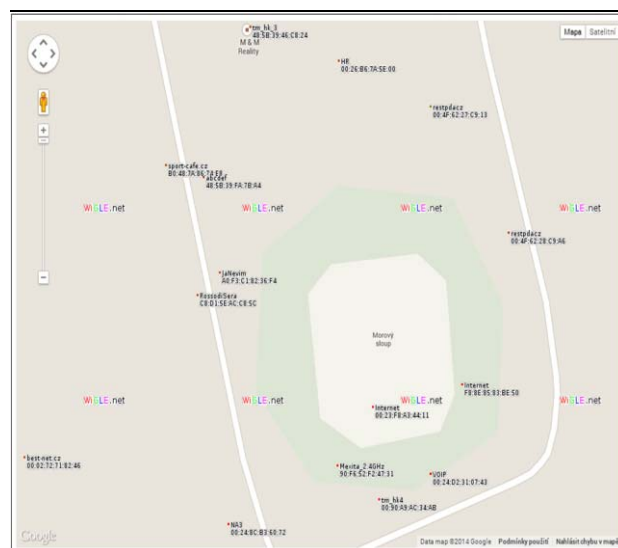 tm_hk_3
48:5B:39:46:C8:24
M & M
Reality
Mapa
Satelitní
HR
00:26:B6:7A:5E:00
restpdacz
00:4F:62:27:C9:13
sport-cafe.cz
B0:48:7A:86:74:E8
abcdef
48:5B:39:FA:7B:A4
WiGLE.net
WiGLE.net
WiGLE.net
WiGLE.net
restpdacz
00:4F:62:28:C9:A6
JaNevim
A0:F3:C1:82:36:F4
C8:D1:5E:AC:C8:5C
Morový
sloup
Internet
F8:8E:85:83:BE:58
WiGLE.net
WiGLE.net
WiGLE.net
WiGLE.net
Internet
00:23:F8:A3:44:11
best-net.cz
00:02:72:71:82:46
Mexita_2.4GHz
90:F6:52:F2:47:31
VOIP
00:24:D2:31:07:43
tm_hk4
00:90:A9:AC:34:AB
NA3
00:24:8C:B3:60:72
Google
Data map ©2014 Google
Podmínky použití
Nahlásit chybu v mapě